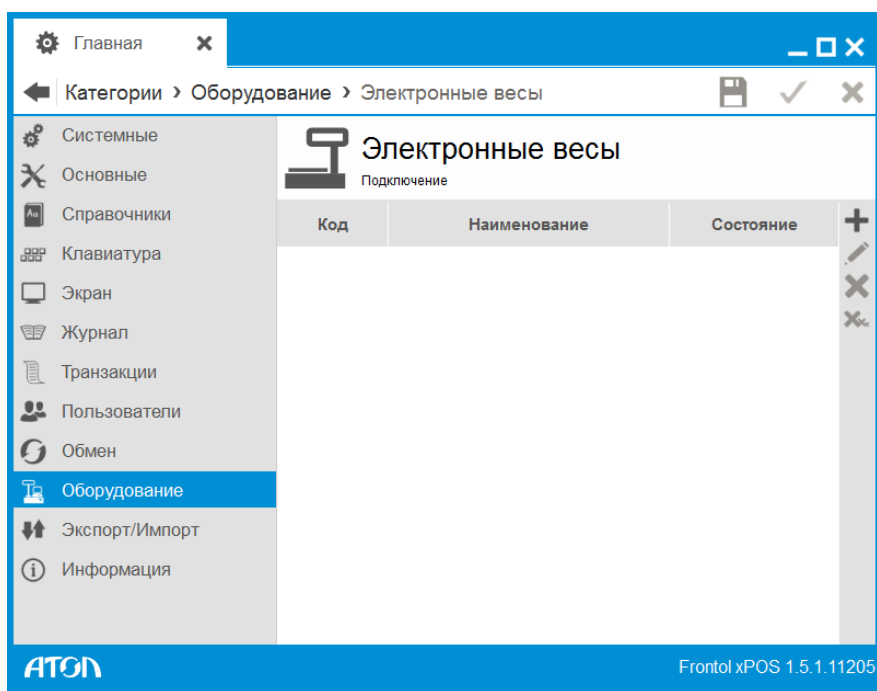 Главная
Категории › Оборудование › Электронные весы
Системные
Основные
Справочники
Клавиатура
Экран
Журнал
Транзакции
Пользователи
Обмен
Оборудование
Экспорт/Импорт
Информация
Электронные весы
Подключение
Код Наименование Состояние
АТОЛ Frontol xPOS 1.5.1.11205